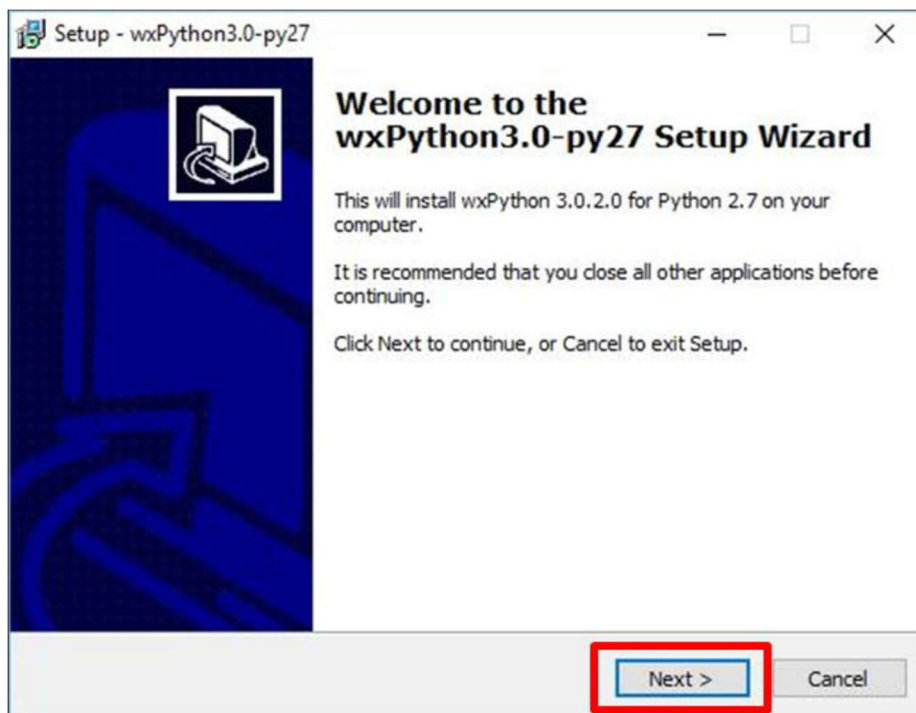 Setup - wxPython3.0-py27
Welcome to the
wxPython3.0-py27 Setup Wizard
This will install wxPython 3.0.2.0 for Python 2.7 on your
computer.
It is recommended that you close all other applications before
continuing.
Click Next to continue, or Cancel to exit Setup.
Next >
Cancel